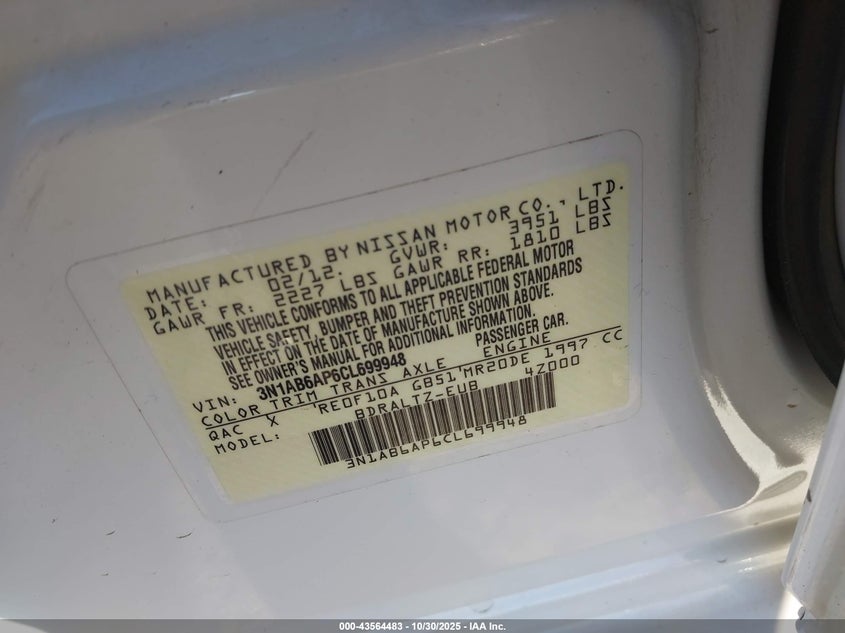 MANUFACTURED BY NISSAN MOTOR CO., LTD.
DATE: 02/12. GVWR: 3951 LBS
GAWR FR: 2227 LBS GAWR RR: 1810 LBS
THIS VEHICLE CONFORMS TO ALL APPLICABLE FEDERAL MOTOR
VEHICLE SAFETY, BUMPER AND THEFT PREVENTION STANDARDS
IN EFFECT ON THE DATE OF MANUFACTURE SHOWN ABOVE.
SEE OWNER'S MANUAL FOR ADDITIONAL INFORMATION.
VIN: 3N1AB6AP6CL699948 PASSENGER CAR.
COLOR TRIM TRANS AXLE ENGINE
QAC X 'RE0F10A GB51'MR20DE 1997 CC
MODEL: BDRALTZ-EUB 4Z000
3N1AB6AP6CL699948
000-43564483 - 10/30/2025 - IAA Inc.